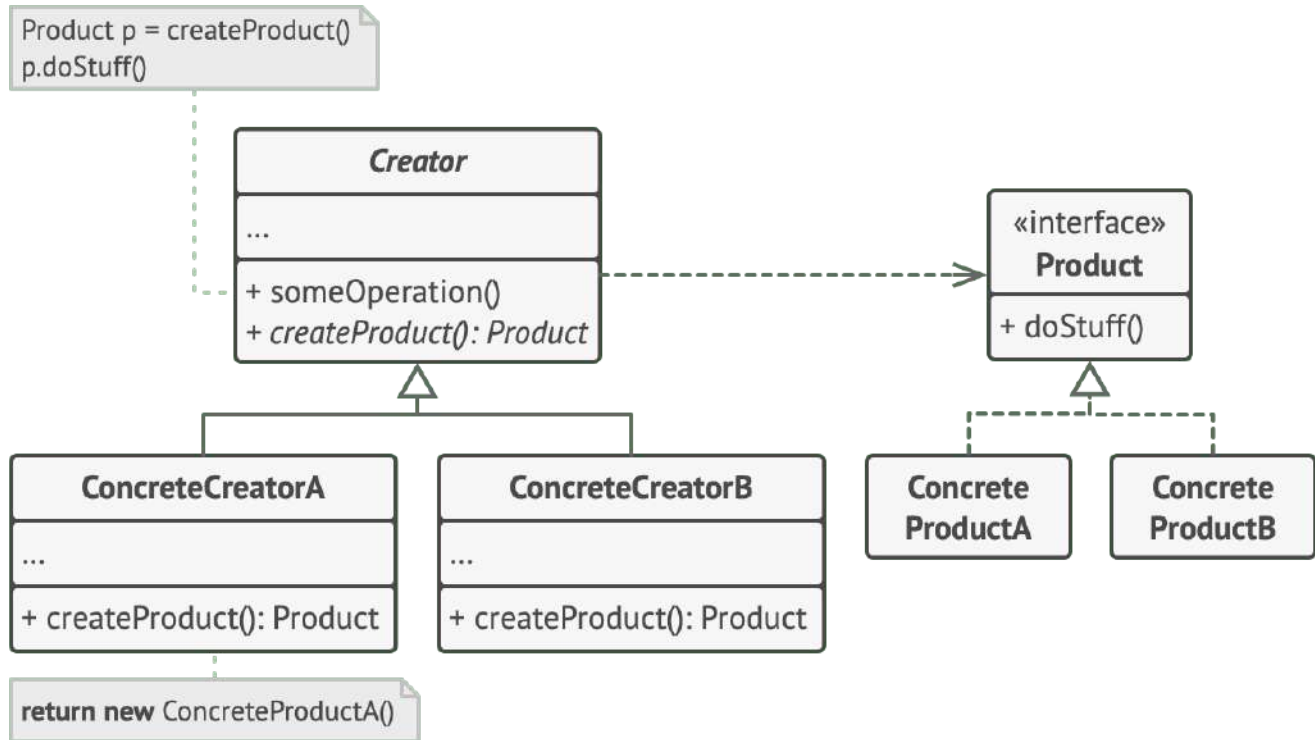 Product p = createProduct()
p.doStuff()
Creator
...
+ someOperation()
+ createProduct(): Product
«interface»
Product
+ doStuff()
ConcreteCreatorA
...
+ createProduct(): Product
ConcreteCreatorB
...
+ createProduct(): Product
Concrete
ProductA
Concrete
ProductB
return new ConcreteProductA()